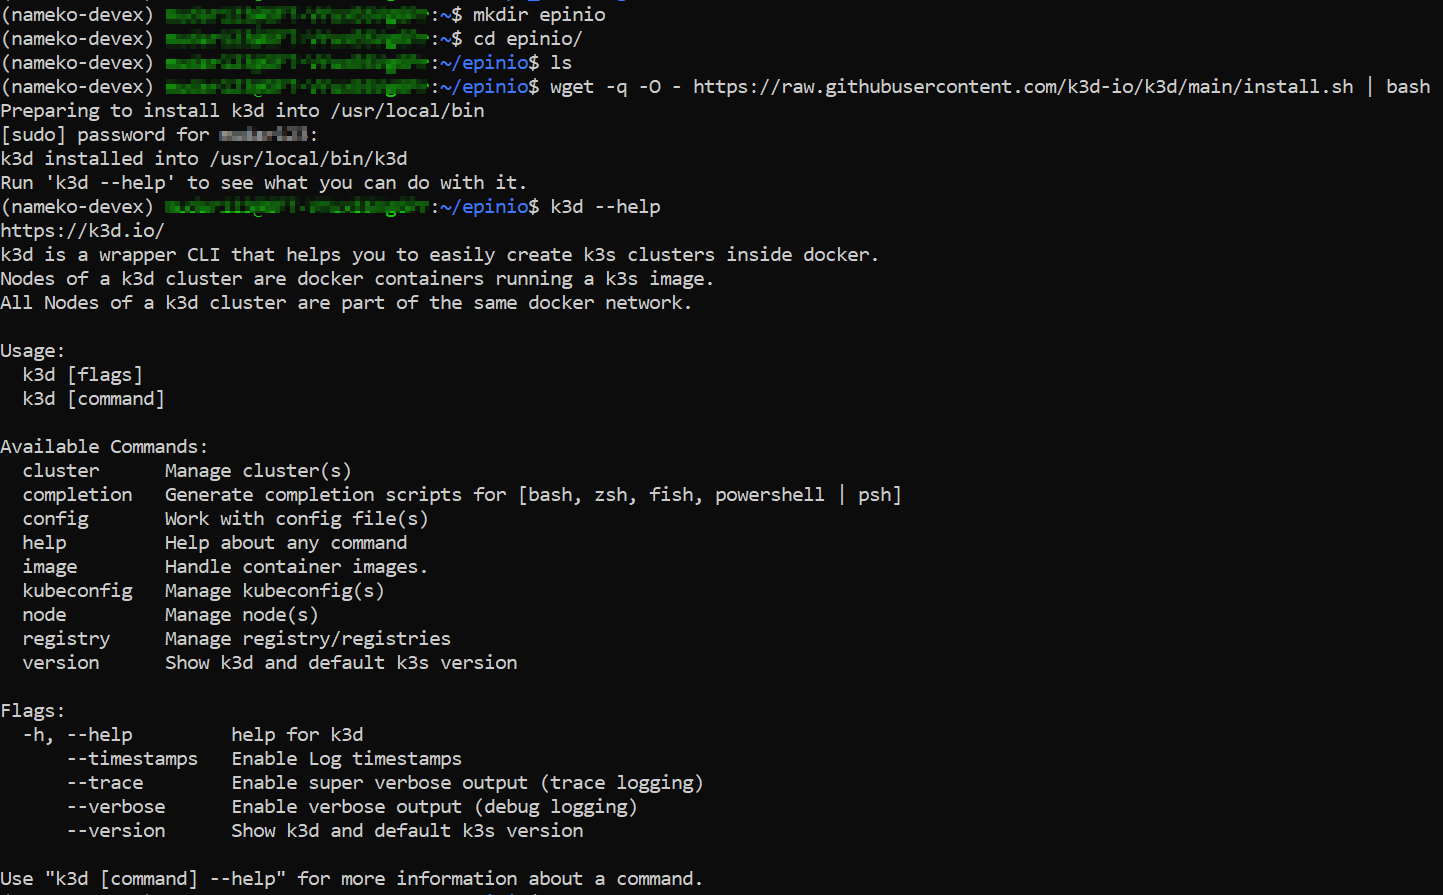 (nameko-devex) :~$ mkdir epinio
(nameko-devex) :~$ cd epinio/
(nameko-devex) :~/epinio$ ls
(nameko-devex) :~/epinio$ wget -q -O - https://raw.githubusercontent.com/k3d-io/k3d/main/install.sh | bash
Preparing to install k3d into /usr/local/bin
[sudo] password for :
k3d installed into /usr/local/bin/k3d
Run 'k3d --help' to see what you can do with it.
(nameko-devex) :~/epinio$ k3d --help
https://k3d.io/
k3d is a wrapper CLI that helps you to easily create k3s clusters inside docker.
Nodes of a k3d cluster are docker containers running a k3s image.
All Nodes of a k3d cluster are part of the same docker network.
Usage:
k3d [flags]
k3d [command]
Available Commands:
cluster Manage cluster(s)
completion Generate completion scripts for [bash, zsh, fish, powershell | psh]
config Work with config file(s)
help Help about any command
image Handle container images.
kubeconfig Manage kubeconfig(s)
node Manage node(s)
registry Manage registry/registries
version Show k3d and default k3s version
Flags:
-h, --help help for k3d
--timestamps Enable Log timestamps
--trace Enable super verbose output (trace logging)
--verbose Enable verbose output (debug logging)
--version Show k3d and default k3s version
Use "k3d [command] --help" for more information about a command.